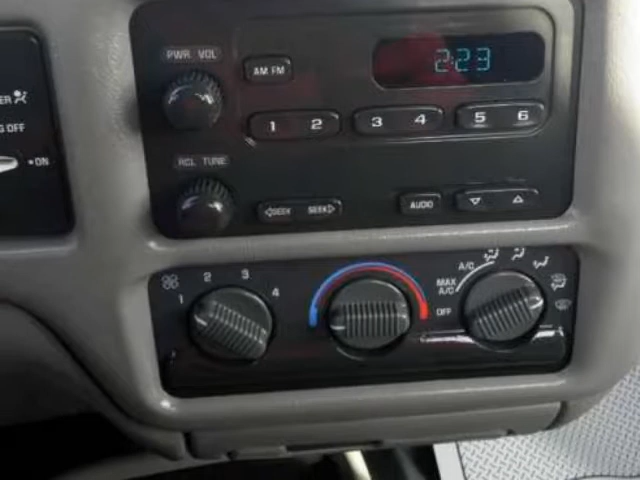 PWR VOL
AM FM
2:23
1 2 3 4 5 6
RCL TUNE
SEEK SEEK
AUDIO
G OFF
• ON
1 2 3 4
A/C
MAX A/C
OFF